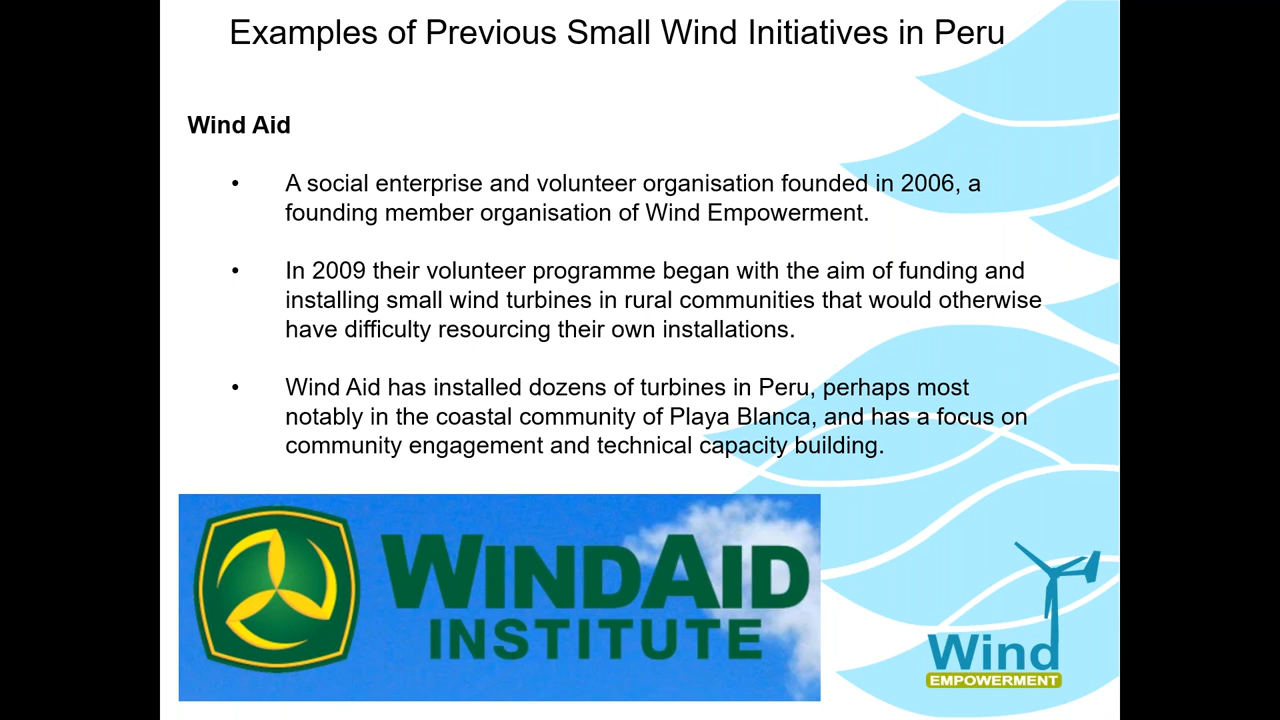 Examples of Previous Small Wind Initiatives in Peru
Wind Aid
• A social enterprise and volunteer organisation founded in 2006, a
founding member organisation of Wind Empowerment.
• In 2009 their volunteer programme began with the aim of funding and
installing small wind turbines in rural communities that would otherwise
have difficulty resourcing their own installations.
• Wind Aid has installed dozens of turbines in Peru, perhaps most
notably in the coastal community of Playa Blanca, and has a focus on
community engagement and technical capacity building.
WINDAID
INSTITUTE
Wind
EMPOWERMENT